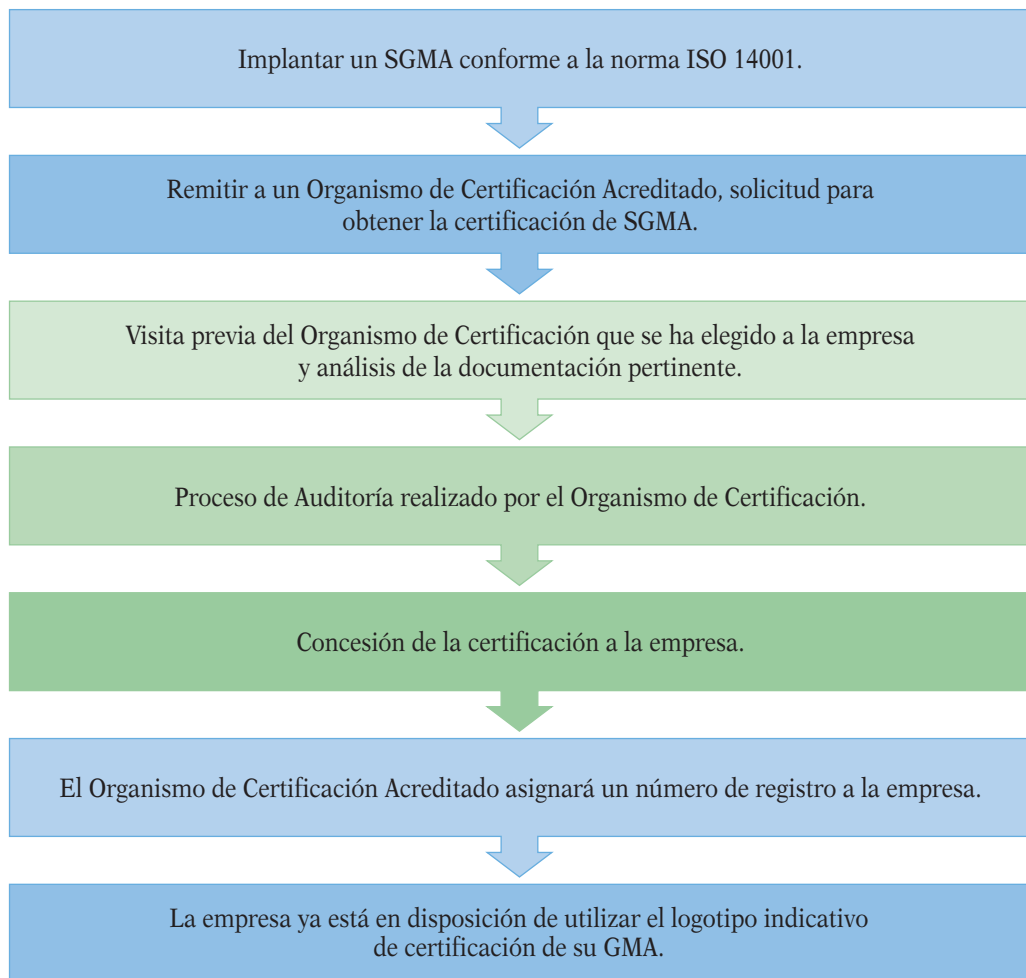 Implantar un SGMA conforme a la norma ISO 14001.
Remitir a un Organismo de Certificación Acreditado, solicitud para
obtener la certificación de SGMA.
Visita previa del Organismo de Certificación que se ha elegido a la empresa
y análisis de la documentación pertinente.
Proceso de Auditoría realizado por el Organismo de Certificación.
Concesión de la certificación a la empresa.
El Organismo de Certificación Acreditado asignará un número de registro a la empresa.
La empresa ya está en disposición de utilizar el logotipo indicativo
de certificación de su GMA.